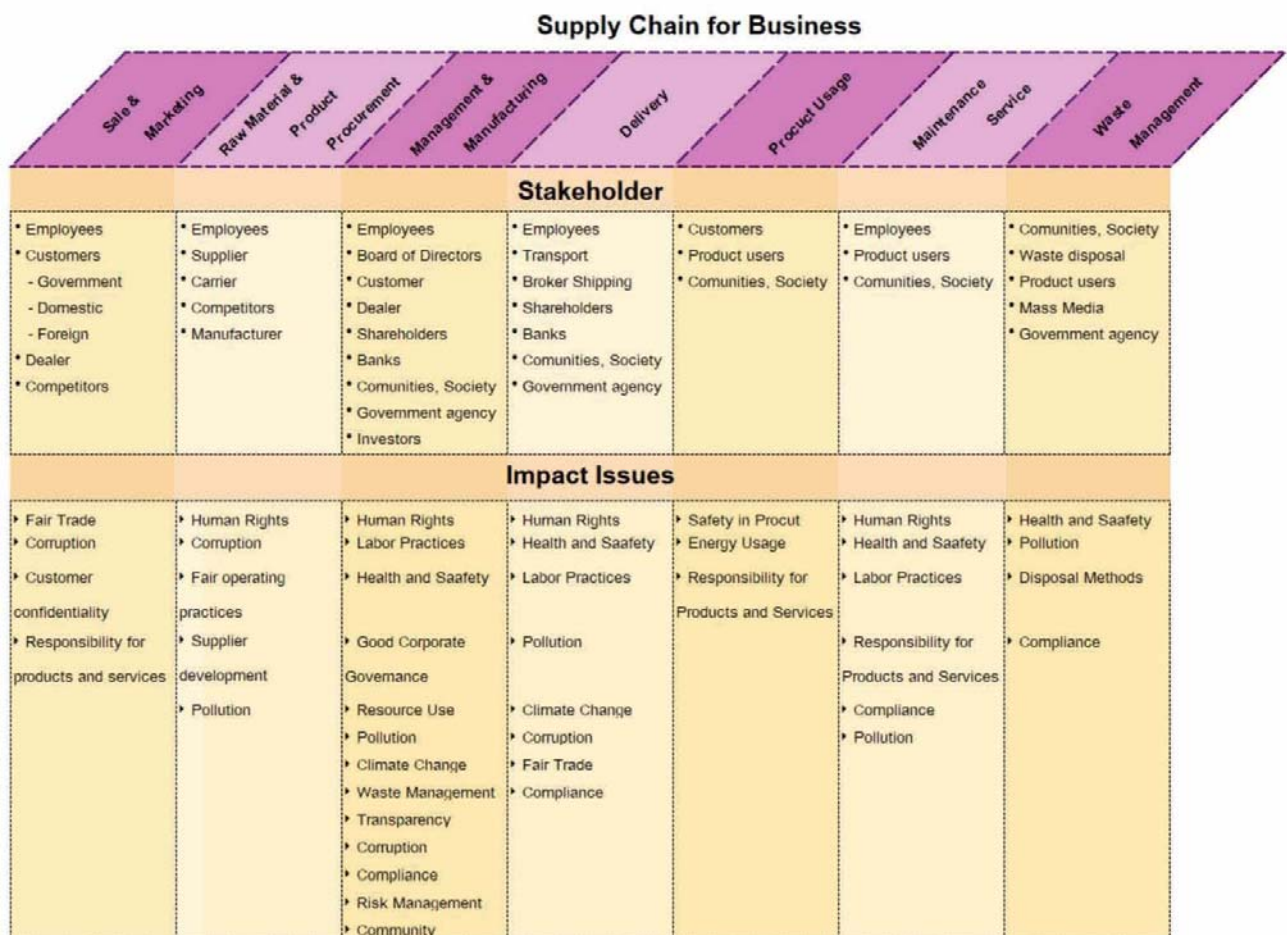 Supply Chain for Business
Sale &
Marketing
Raw Material &
Product
Procurement
Management &
Manufacturing
Delivery
Procuct Usage
Maintenance
Service
Waste
Management
Stakeholder
• Employees
• Customers
- Government
- Domestic
- Foreign
• Dealer
• Competitors
• Employees
• Supplier
• Carrier
• Competitors
• Manufacturer
• Employees
• Board of Directors
• Customer
• Dealer
• Shareholders
• Banks
• Comunities, Society
• Government agency
• Investors
• Employees
• Transport
• Broker Shipping
• Shareholders
• Banks
• Comunities, Society
• Government agency
• Customers
• Product users
• Comunities, Society
• Employees
• Product users
• Comunities, Society
• Comunities, Society
• Waste disposal
• Product users
• Mass Media
• Government agency
Impact Issues
‣ Fair Trade
‣ Corruption
‣ Customer
confidentiality
‣ Responsibility for
products and services
‣ Human Rights
‣ Corruption
‣ Fair operating
practices
‣ Supplier
development
‣ Pollution
‣ Human Rights
‣ Labor Practices
‣ Health and Saafety
‣ Good Corporate
Governance
‣ Resource Use
‣ Pollution
‣ Climate Change
‣ Waste Management
‣ Transparency
‣ Corruption
‣ Compliance
‣ Risk Management
‣ Community
‣ Human Rights
‣ Health and Saafety
‣ Labor Practices
‣ Pollution
‣ Climate Change
‣ Corruption
‣ Fair Trade
‣ Compliance
‣ Safety in Procut
‣ Energy Usage
‣ Responsibility for
Products and Services
‣ Human Rights
‣ Health and Saafety
‣ Labor Practices
‣ Responsibility for
Products and Services
‣ Compliance
‣ Pollution
‣ Health and Saafety
‣ Pollution
‣ Disposal Methods
‣ Compliance